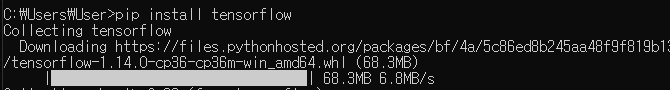 C:₩Users₩User>pip install tensorflow
Collecting tensorflow
Downloading https://files.pythonhosted.org/packages/bf/4a/5c86ed8b245aa48f9f819b13
/tensorflow-1.14.0-cp36-cp36m-win_amd64.whl (68.3MB)
| | 68.3MB 6.8MB/s